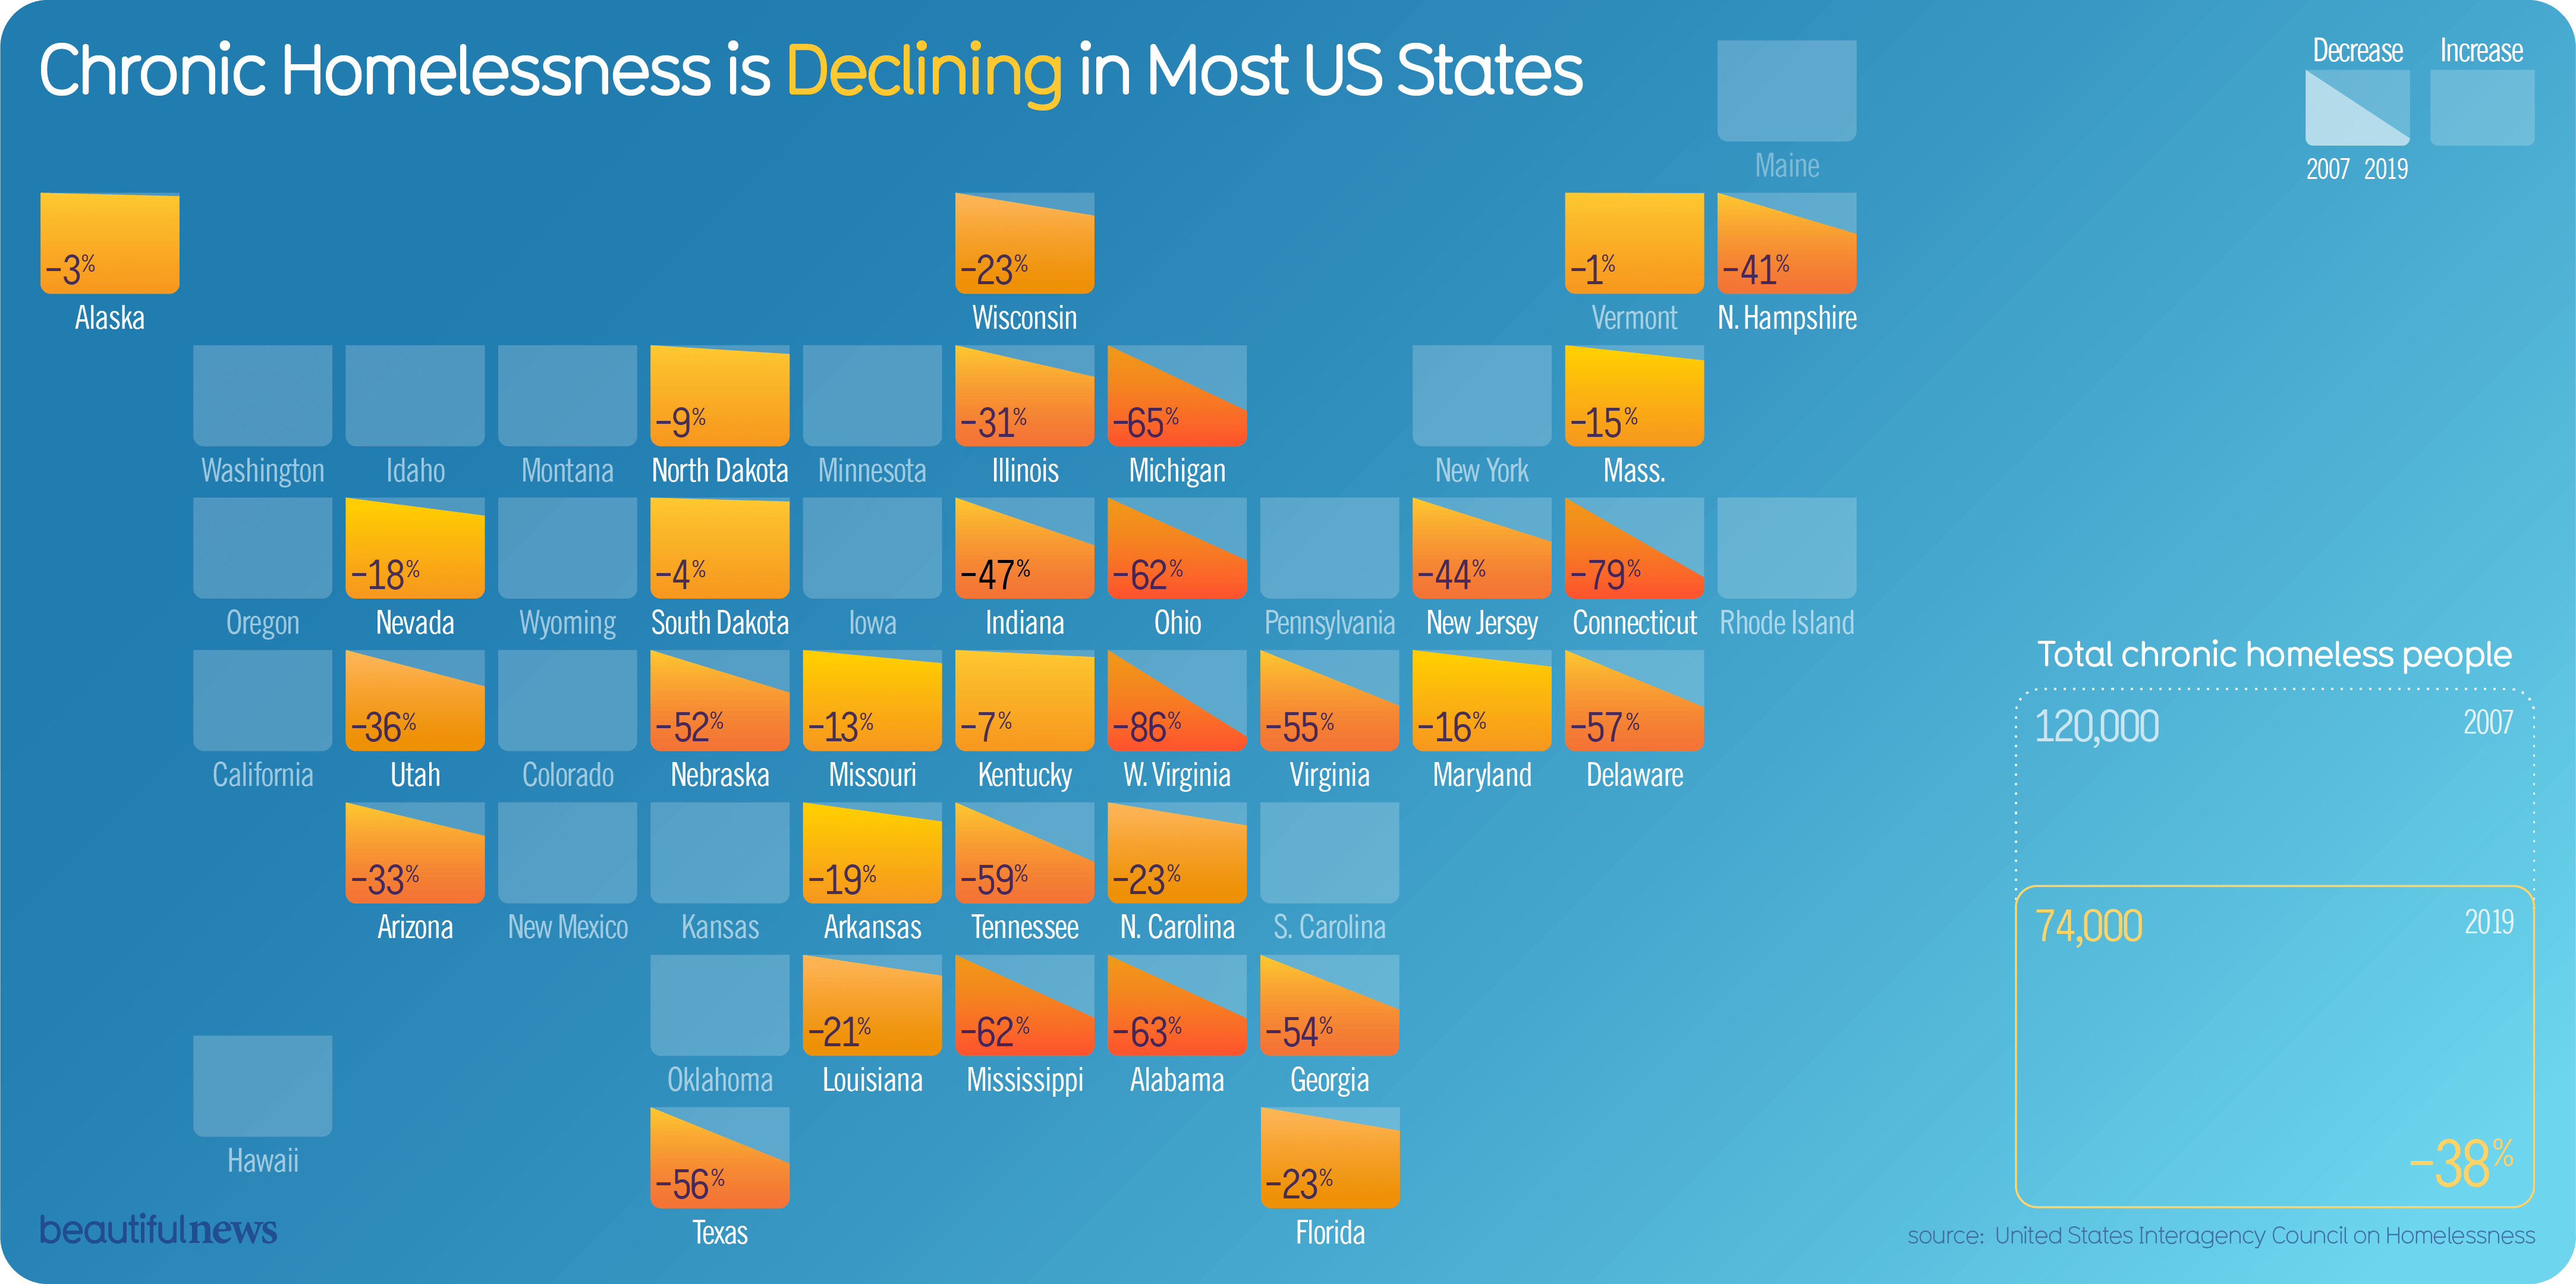 Chronic Homelessness is Declining in Most US States
Decrease Increase
2007 2019
Maine
-3%
Alaska
-23%
Wisconsin
-1%
Vermont
-41%
N. Hampshire
Washington
Idaho
Montana
-9%
North Dakota
Minnesota
-31%
Illinois
-65%
Michigan
New York
-15%
Mass.
Oregon
-18%
Nevada
Wyoming
-4%
South Dakota
Iowa
-47%
Indiana
-62%
Ohio
Pennsylvania
-44%
New Jersey
-79%
Connecticut
Rhode Island
California
-36%
Utah
Colorado
-52%
Nebraska
-13%
Missouri
-7%
Kentucky
-86%
W. Virginia
-55%
Virginia
-16%
Maryland
-57%
Delaware
-33%
Arizona
New Mexico
Kansas
-19%
Arkansas
-59%
Tennessee
-23%
N. Carolina
S. Carolina
Oklahoma
-21%
Louisiana
-62%
Mississippi
-63%
Alabama
-54%
Georgia
Hawaii
-56%
Texas
-23%
Florida
Total chronic homeless people
120,000 2007
74,000 2019
-38%
beautifulnews
source: United States Interagency Council on Homelessness